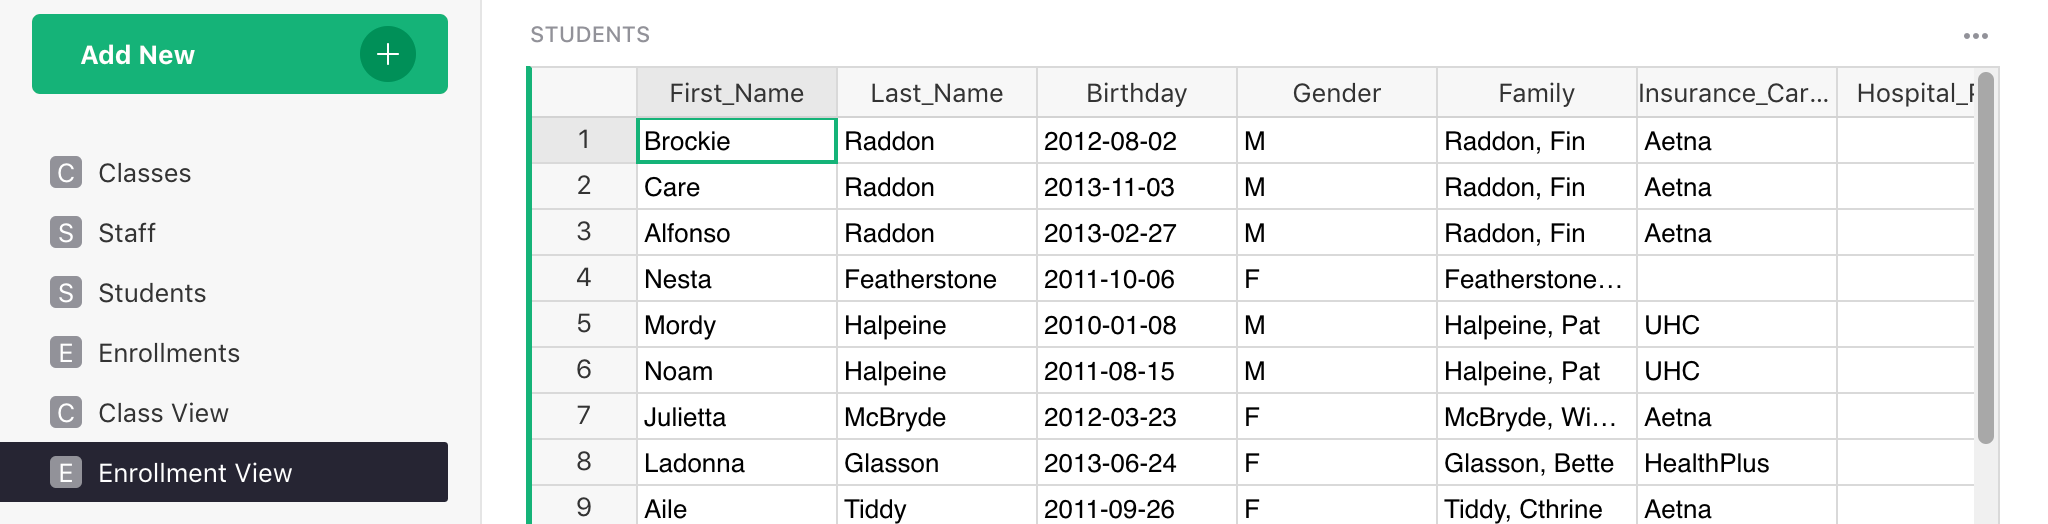 Add New +
C Classes
S Staff
S Students
E Enrollments
C Class View
E Enrollment View
STUDENTS
First_Name Last_Name Birthday Gender Family Insurance_Car... Hospital_
1 Brockie Raddon 2012-08-02 M Raddon, Fin Aetna
2 Care Raddon 2013-11-03 M Raddon, Fin Aetna
3 Alfonso Raddon 2013-02-27 M Raddon, Fin Aetna
4 Nesta Featherstone 2011-10-06 F Featherstone...
5 Mordy Halpeine 2010-01-08 M Halpeine, Pat UHC
6 Noam Halpeine 2011-08-15 M Halpeine, Pat UHC
7 Julietta McBryde 2012-03-23 F McBryde, Wi... Aetna
8 Ladonna Glasson 2013-06-24 F Glasson, Bette HealthPlus
9 Aile Tiddy 2011-09-26 F Tiddy, Cthrine Aetna